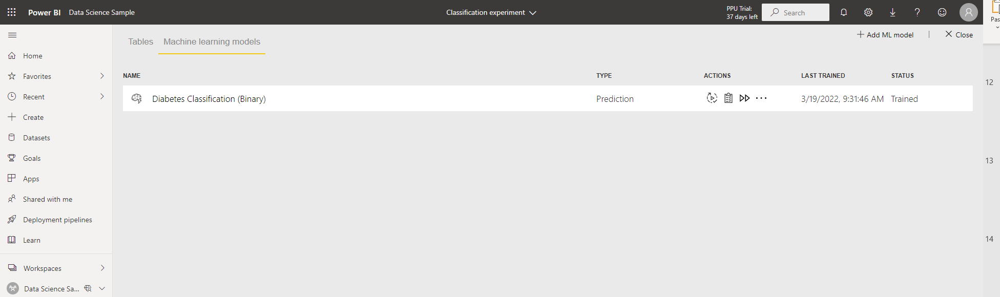 Power BI Data Science Sample
Classification experiment
PPU Trial:
37 days left
Search
Home
Favorites
Recent
Create
Datasets
Goals
Apps
Shared with me
Deployment pipelines
Learn
Workspaces
Data Science Sa...
Tables Machine learning models
Add ML model
Close
NAME TYPE ACTIONS LAST TRAINED STATUS
Diabetes Classification (Binary) Prediction 3/19/2022, 9:31:46 AM Trained
Pas
12
13
14